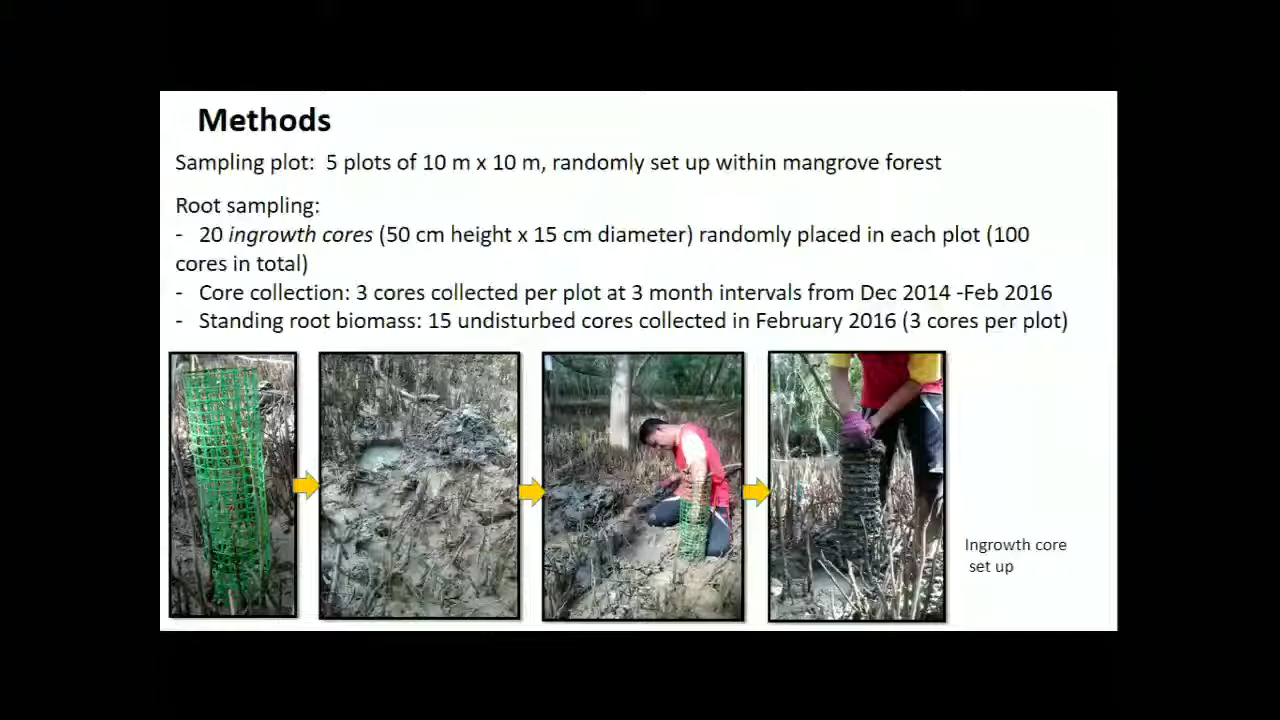 Methods
Sampling plot: 5 plots of 10 m x 10 m, randomly set up within mangrove forest
Root sampling:
- 20 ingrowth cores (50 cm height x 15 cm diameter) randomly placed in each plot (100
cores in total)
- Core collection: 3 cores collected per plot at 3 month intervals from Dec 2014 -Feb 2016
- Standing root biomass: 15 undisturbed cores collected in February 2016 (3 cores per plot)
Ingrowth core
set up